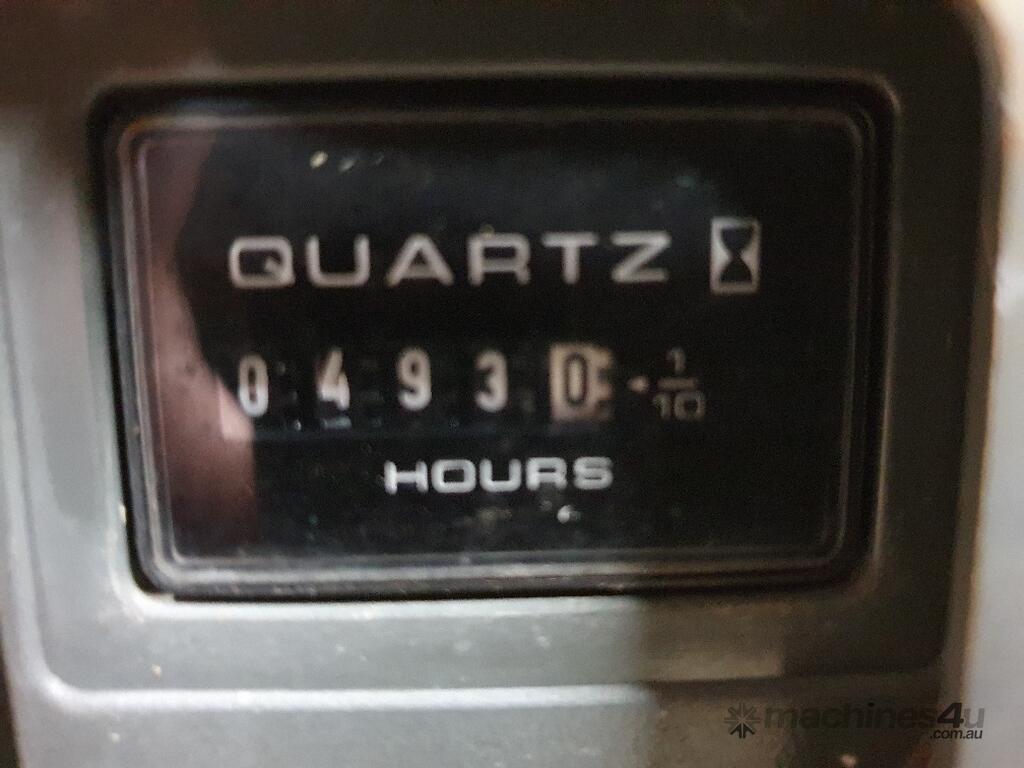 QUARTZ
0 4 9 3 0 1/10
HOURS
machines4u
.com.au